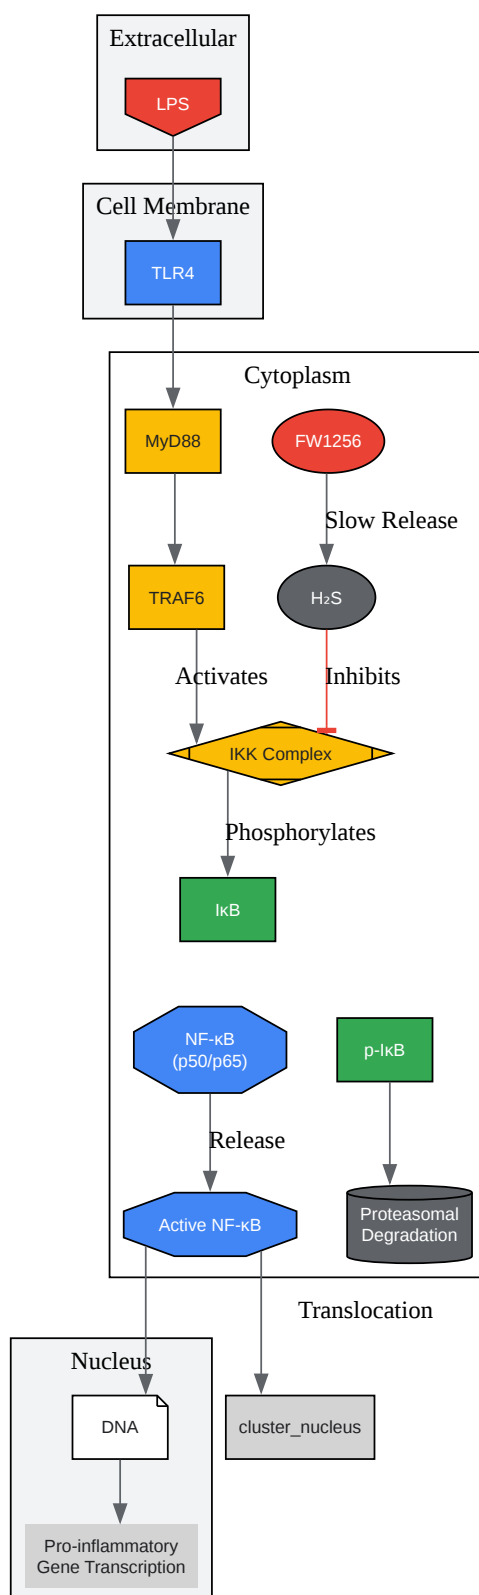 Extracellular
LPS
Cell Membrane
TLR4
Cytoplasm
MyD88
FW1256
Slow Release
TRAF6
H₂S
Activates
Inhibits
IKK Complex
Phosphorylates
IκB
NF-κB
(p50/p65)
p-IκB
Release
Active NF-κB
Proteasomal
Degradation
Translocation
Nucleus
DNA
cluster_nucleus
Pro-inflammatory
Gene Transcription